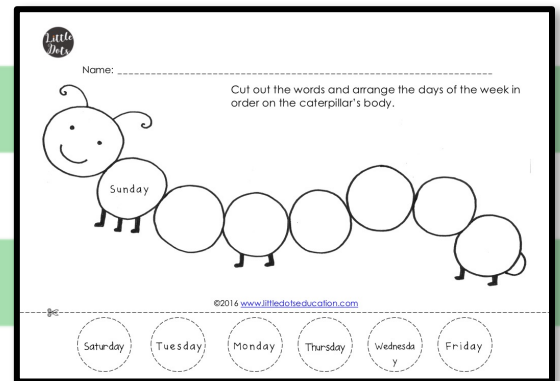 Little
Dots
Name: ________________________________
Cut out the words and arrange the days of the week in
order on the caterpillar's body.
Sunday
©2016 www.littledotseducation.com
Saturday
Tuesday
Monday
Thursday
Wednesda
y
Friday